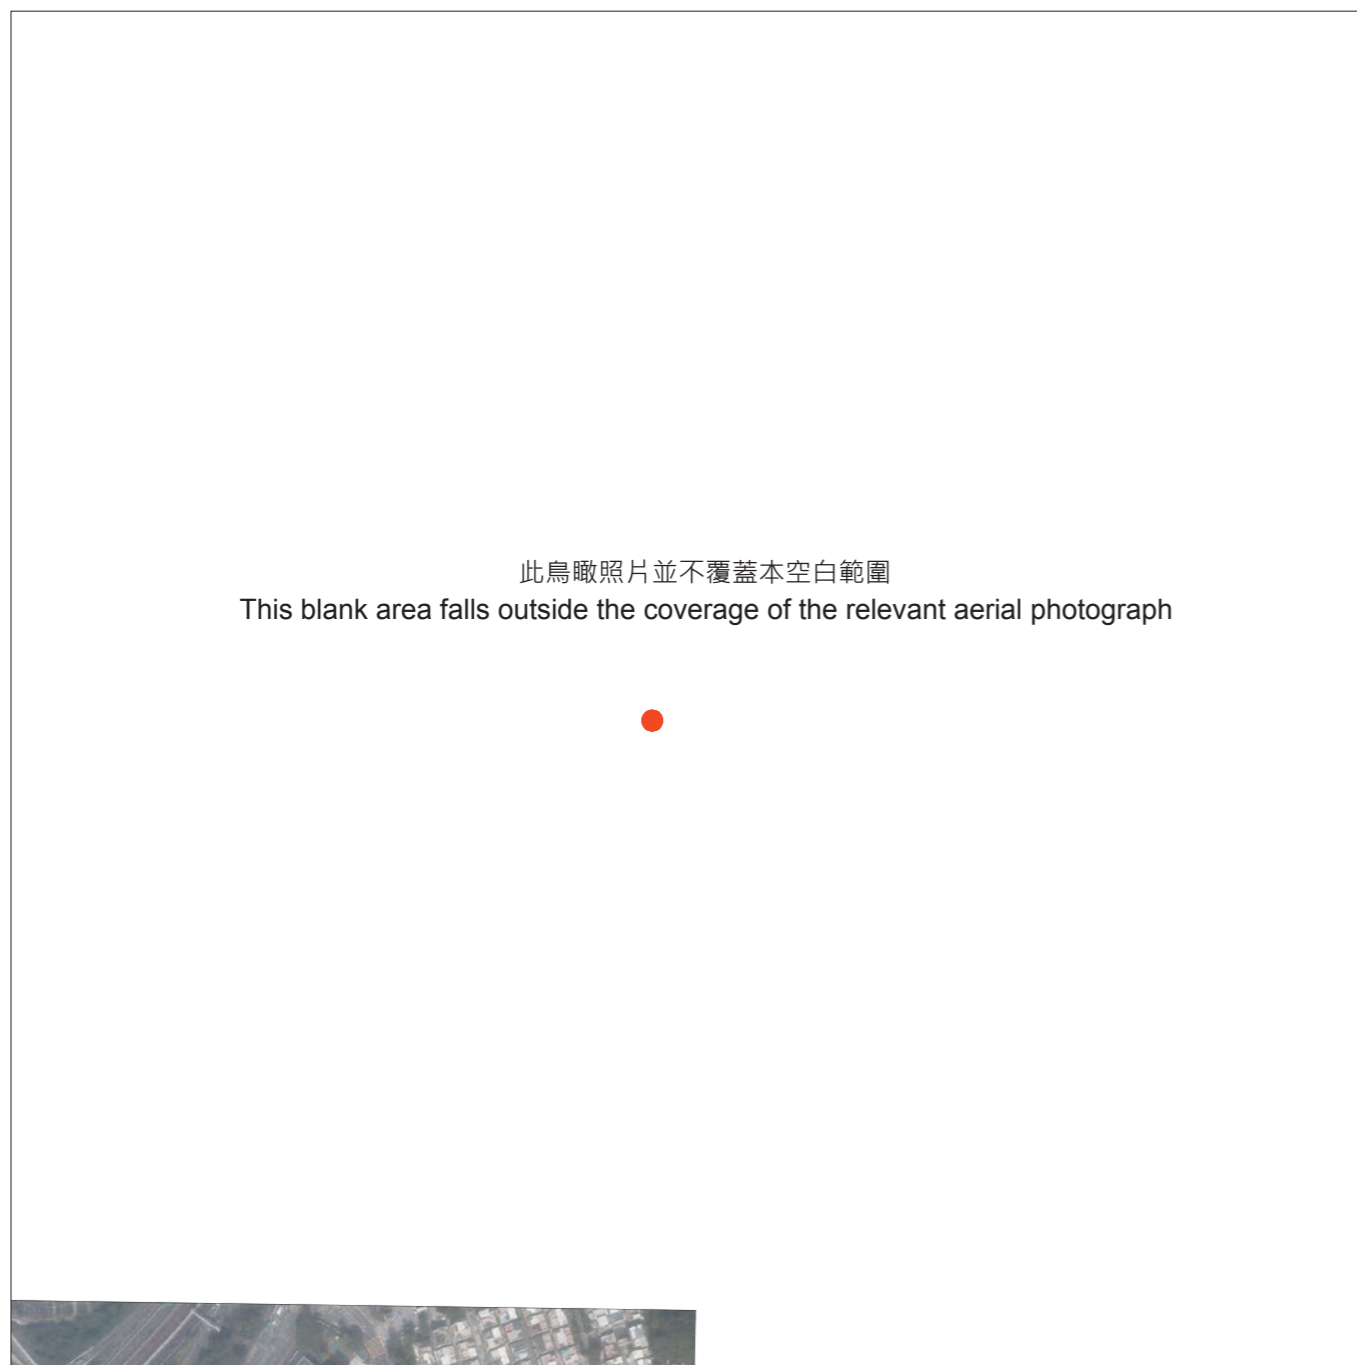 此鳥瞰照片並不覆蓋本空白範圍
This blank area falls outside the coverage of the relevant aerial photograph